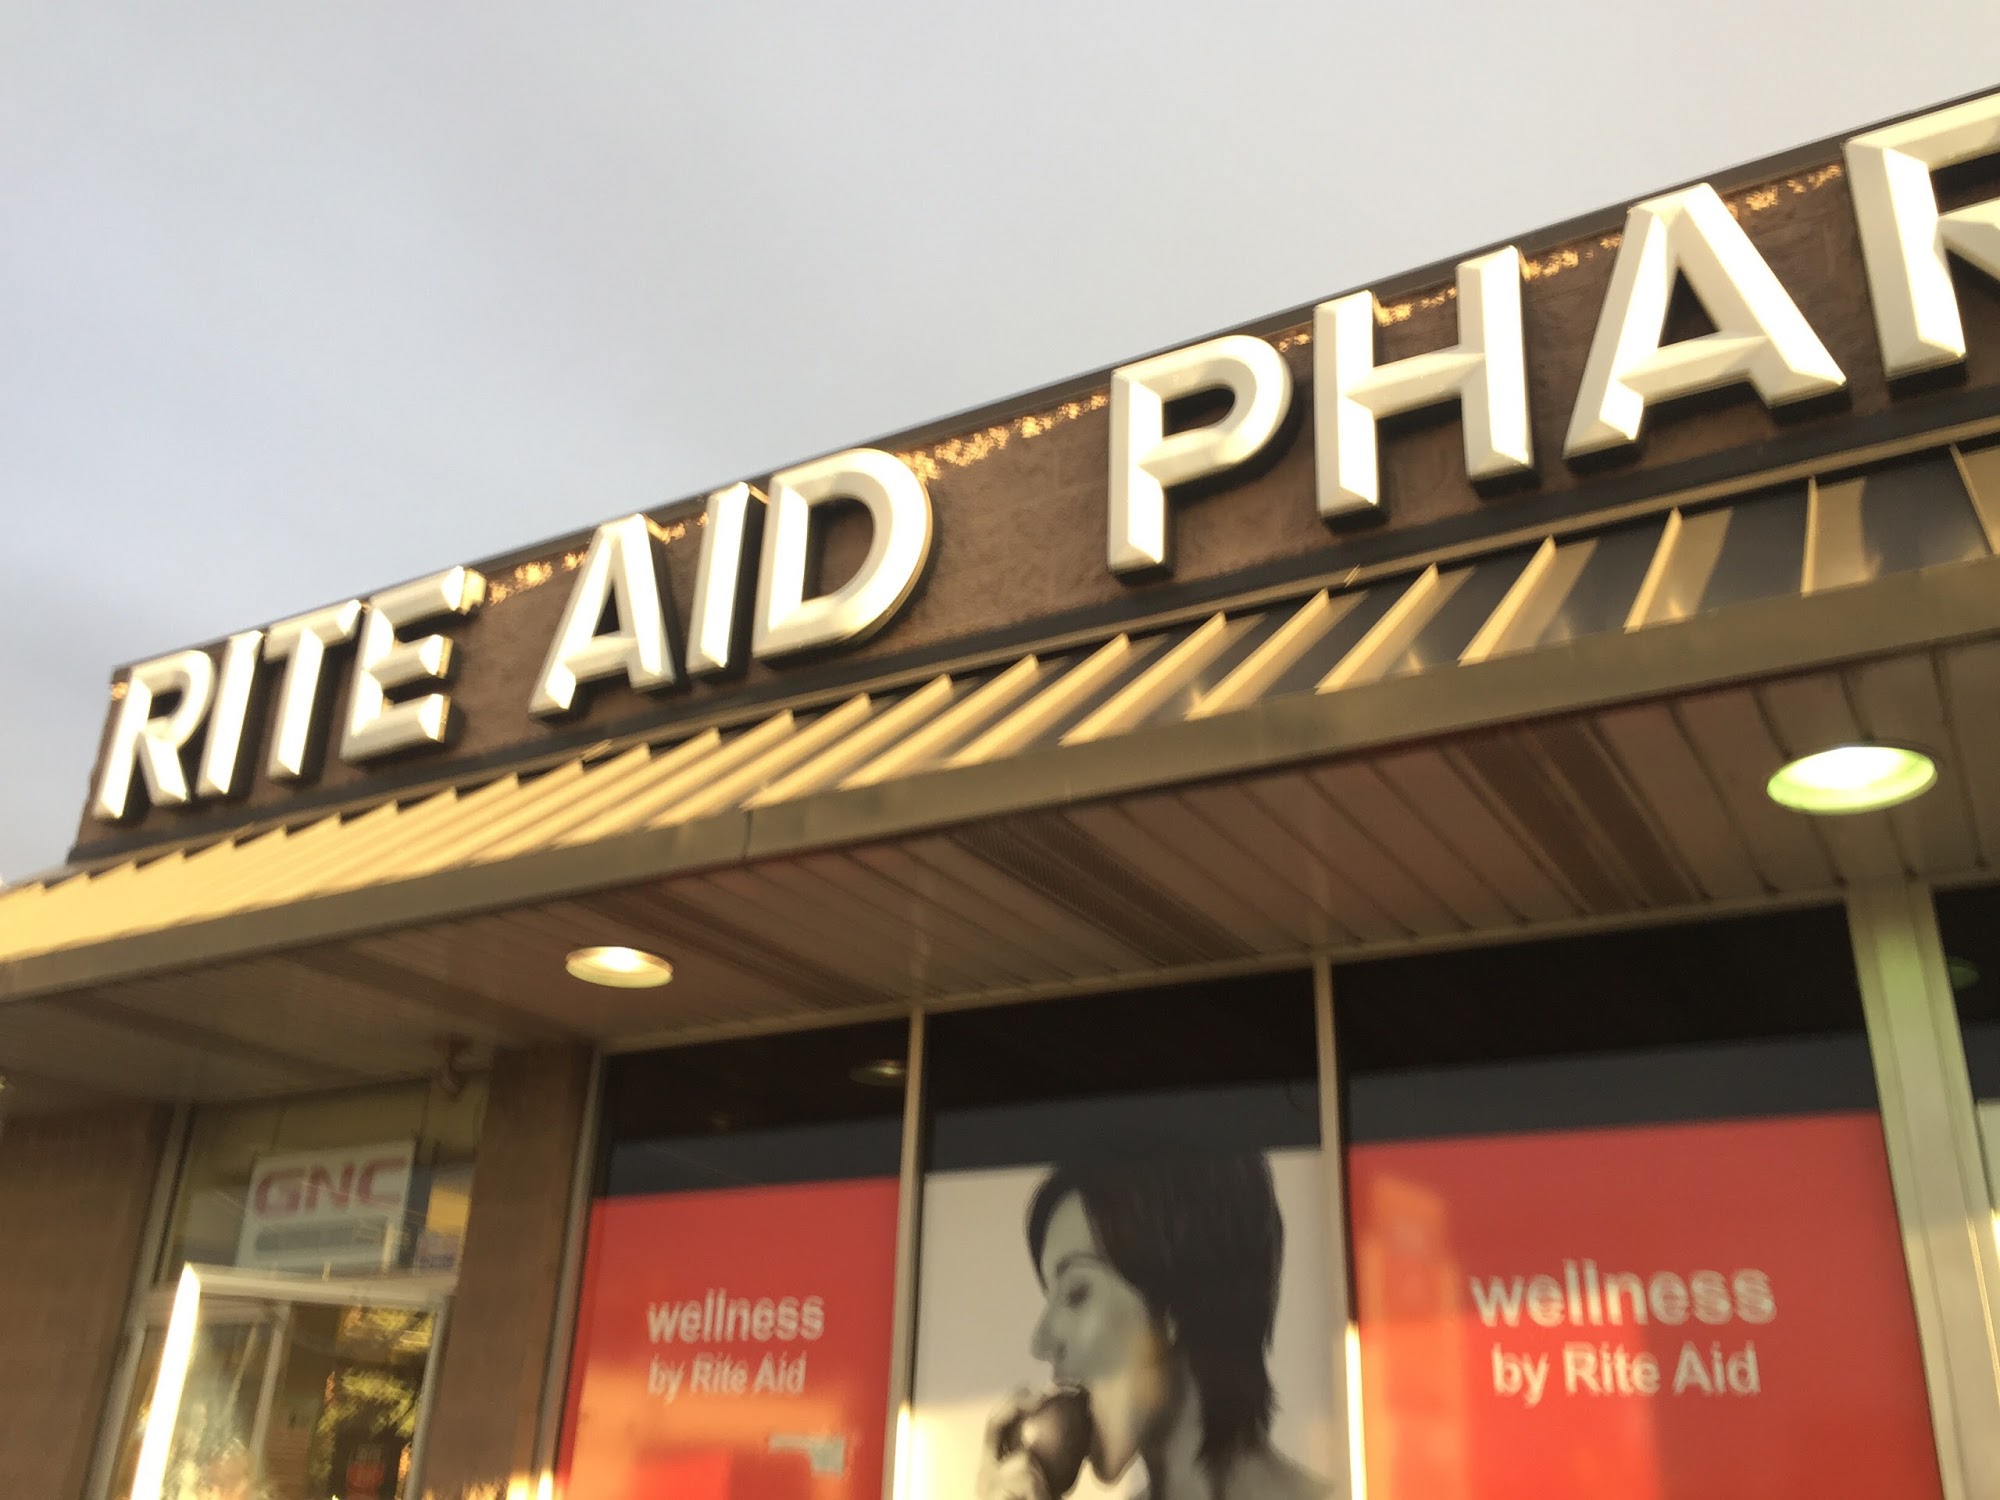 RITE AID PHAR
GNC
wellness
by Rite Aid
wellness
by Rite Aid